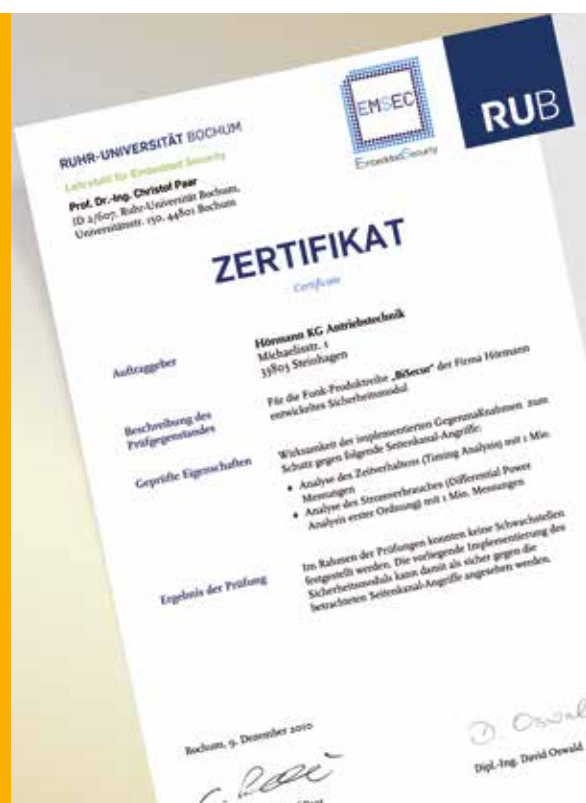 EMSEC
EmbeddedSecurity
RUB
RUHR-UNIVERSITÄT BOCHUM
Lehrstuhl für Embedded Security
Prof. Dr.-Ing. Christof Paar
ID 2/607, Ruhr-Universität Bochum,
Universitätsstr. 150, 44801 Bochum
ZERTIFIKAT
Certificate
Auftraggeber
Hörmann KG Antriebstechnik
Michaelisstr. 1
33803 Steinhagen
Beschreibung des
Prüfgegenstandes
Für die Funk-Produktreihe „BiSecur“ der Firma Hörmann
entwickeltes Sicherheitsmodul
Geprüfte Eigenschaften
Wirksamkeit der implementierten Gegenmaßnahmen zum
Schutz gegen folgende Seitenkanal-Angriffe:
• Analyse des Zeitverhaltens (Timing Analysis) mit 1 Mio.
Messungen
• Analyse des Stromverbrauches (Differential Power
Analysis erster Ordnung) mit 1 Mio. Messungen
Ergebnis der Prüfung
Im Rahmen der Prüfungen konnten keine Schwachstellen
festgestellt werden. Die vorliegende Implementierung des
Sicherheitsmoduls kann damit als sicher gegen die
betrachteten Seitenkanal-Angriffe angesehen werden.
Bochum, 9. Dezember 2010
D. Oswald
Dipl.-Ing. David Oswald
Paar